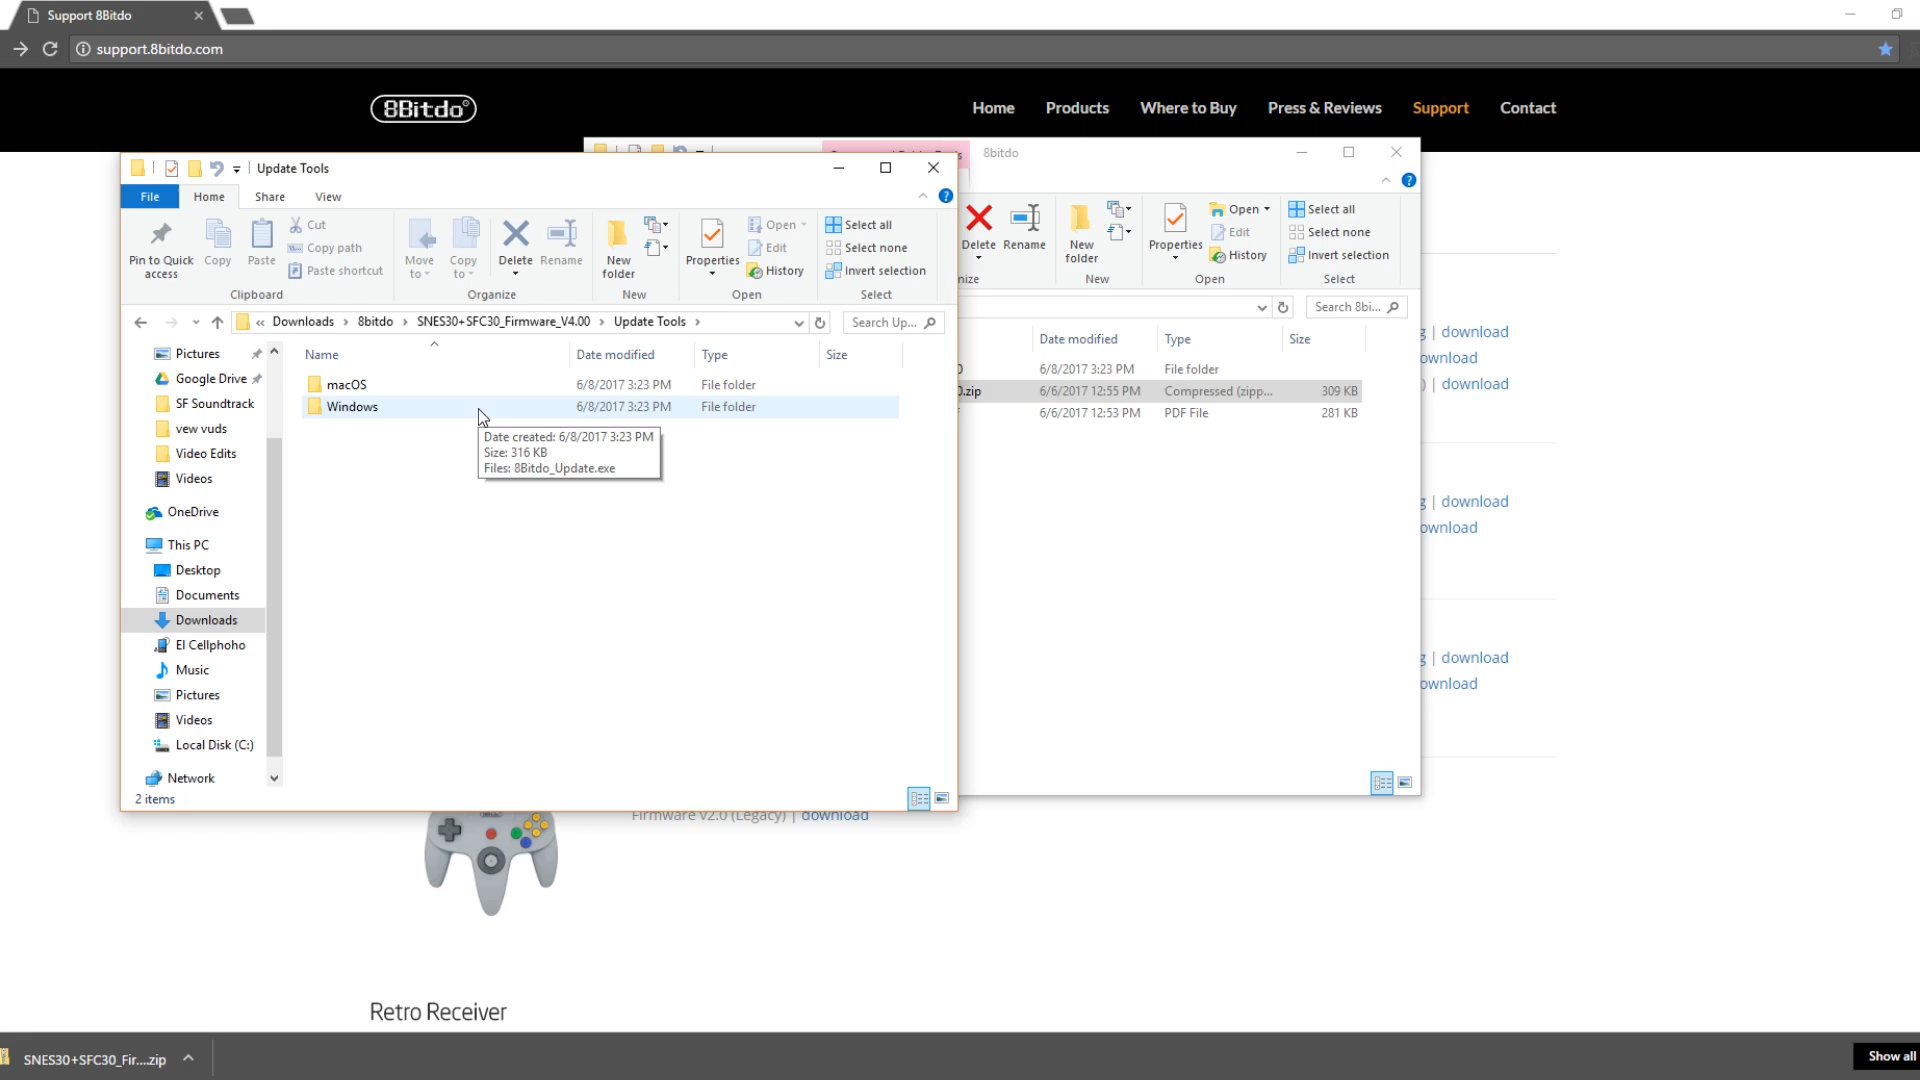 Support 8Bitdo
support.8bitdo.com
8Bitdo
Home Products Where to Buy Press & Reviews Support Contact
Update Tools
File Home Share View
Pin to Quick access
Copy
Paste
Cut
Copy path
Paste shortcut
Clipboard
Move to
Copy to
Delete
Rename
Organize
New folder
New
Properties
Open
Edit
History
Open
Select all
Select none
Invert selection
Select
« Downloads › 8bitdo › SNES30+SFC30_Firmware_V4.00 › Update Tools ›
Search Up...
Name Date modified Type Size
macOS 6/8/2017 3:23 PM File folder
Windows 6/8/2017 3:23 PM File folder
Date created: 6/8/2017 3:23 PM
Size: 316 KB
Files: 8Bitdo_Update.exe
Pictures
Google Drive
SF Soundtrack
vew vuds
Video Edits
Videos
OneDrive
This PC
Desktop
Documents
Downloads
El Cellphoho
Music
Pictures
Videos
Local Disk (C:)
Network
2 items
8bitdo
Delete
Rename
nize
New folder
New
Properties
Open
Edit
History
Open
Select all
Select none
Invert selection
Select
Search 8bi...
Date modified Type Size
0 6/8/2017 3:23 PM File folder
0.zip 6/6/2017 12:55 PM Compressed (zipp... 309 KB
6/6/2017 12:53 PM PDF File 281 KB
g | download
ownload
) | download
g | download
ownload
g | download
ownload
Firmware v2.0 (Legacy) | download
Retro Receiver
SNES30+SFC30_Fir....zip
Show all